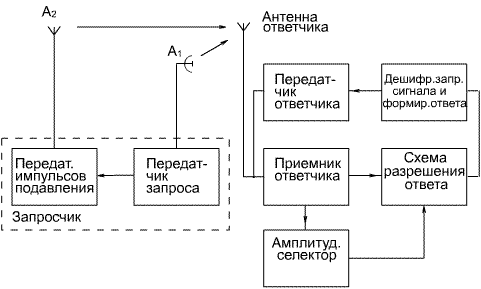 A2
A1
Антенна
ответчика
Передат-
чик
ответчика
Дешифр.запр.
сигнала и
формир.ответа
Передат.
импульсов
подавления
Передат-
чик
запроса
Приемник
ответчика
Схема
разрешения
ответа
Запросчик
Амплитуд.
селектор